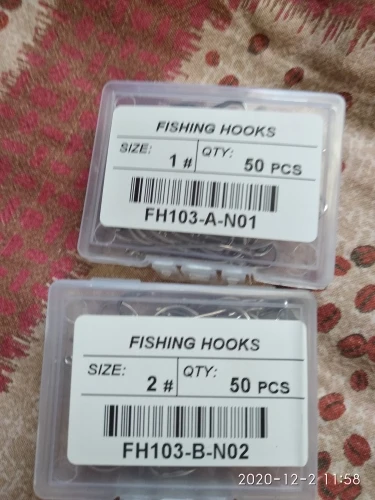 FISHING HOOKS
SIZE: 1 # QTY: 50 PCS
FH103-A-N01
FISHING HOOKS
SIZE: 2 # QTY: 50 PCS
FH103-B-N02
2020-12-2 11:58